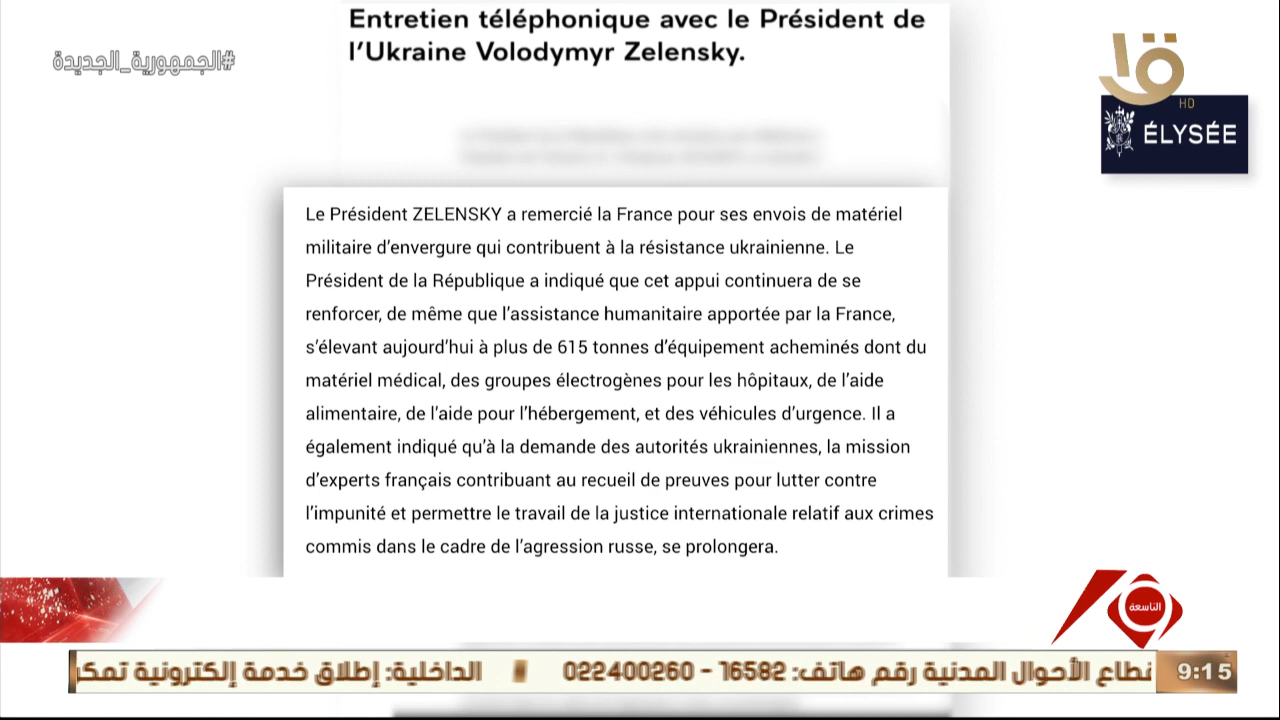 Entretien téléphonique avec le Président de
l'Ukraine Volodymyr Zelensky.
#الجمهورية_الجديدة
HD
ÉLYSÉE
Le Président ZELENSKY a remercié la France pour ses envois de matériel
militaire d'envergure qui contribuent à la résistance ukrainienne. Le
Président de la République a indiqué que cet appui continuera de se
renforcer, de même que l'assistance humanitaire apportée par la France,
s'élevant aujourd'hui à plus de 615 tonnes d'équipement acheminés dont du
matériel médical, des groupes électrogènes pour les hôpitaux, de l'aide
alimentaire, de l'aide pour l'hébergement, et des véhicules d'urgence. Il a
également indiqué qu'à la demande des autorités ukrainiennes, la mission
d'experts français contribuant au recueil de preuves pour lutter contre
l'impunité et permettre le travail de la justice internationale relatif aux crimes
commis dans le cadre de l'agression russe, se prolongera.
التاسعة
9:15
الأحوال المدنية رقم هاتف: 16582 - 022400260 الداخلية: إطلاق خدمة إلكترونية